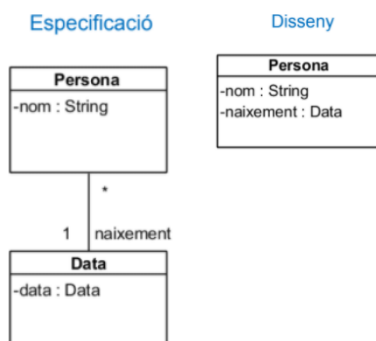 Especificació
Persona
-nom : String
*
1 naixement
Data
-data : Data
Disseny
Persona
-nom : String
-naixement : Data